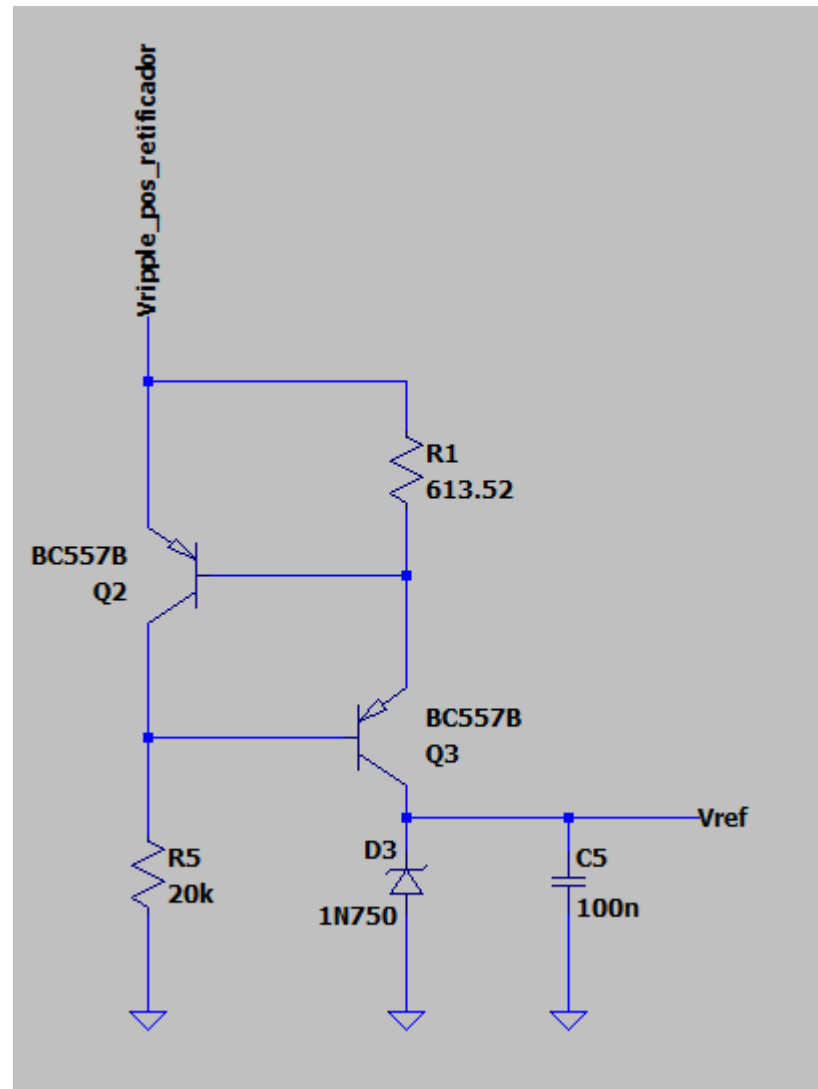 Vripple_pos_retificador
R1
613.52
BC557B
Q2
BC557B
Q3
Vref
D3
1N750
C5
100n
R5
20k